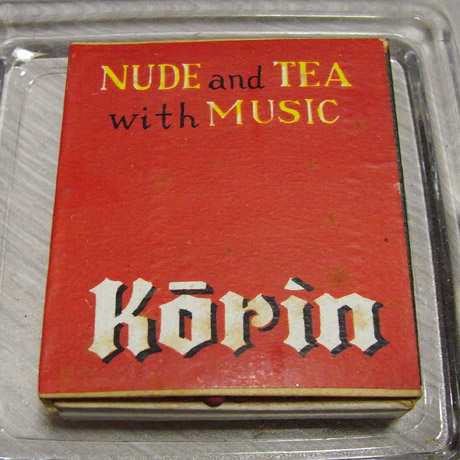 NUDE and TEA
with MUSIC
Kōrin